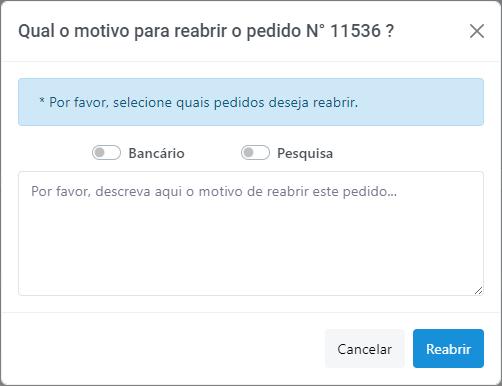 Qual o motivo para reabrir o pedido N° 11536 ?
* Por favor, selecione quais pedidos deseja reabrir.
Bancário Pesquisa
Por favor, descreva aqui o motivo de reabrir este pedido...
Cancelar Reabrir